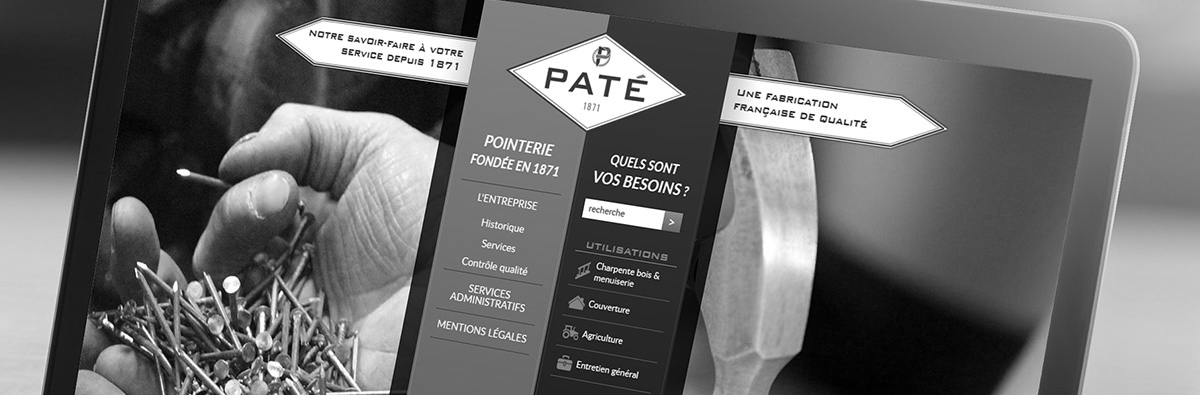 NOTRE SAVOIR-FAIRE À VOTRE
SERVICE DEPUIS 1871
P
PATÉ
1871
UNE FABRICATION
FRANÇAISE DE QUALITÉ
POINTERIE
FONDÉE EN 1871
L'ENTREPRISE
Historique
Services
Contrôle qualité
SERVICES
ADMINISTRATIFS
MENTIONS LÉGALES
QUELS SONT
VOS BESOINS ?
recherche
>
UTILISATIONS
Charpente bois &
menuiserie
Couverture
Agriculture
Entretien général